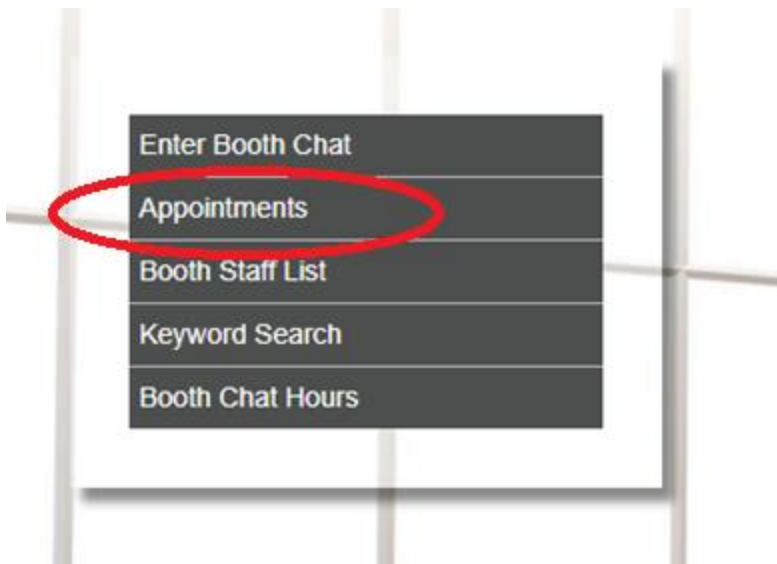 Enter Booth Chat
Appointments
Booth Staff List
Keyword Search
Booth Chat Hours